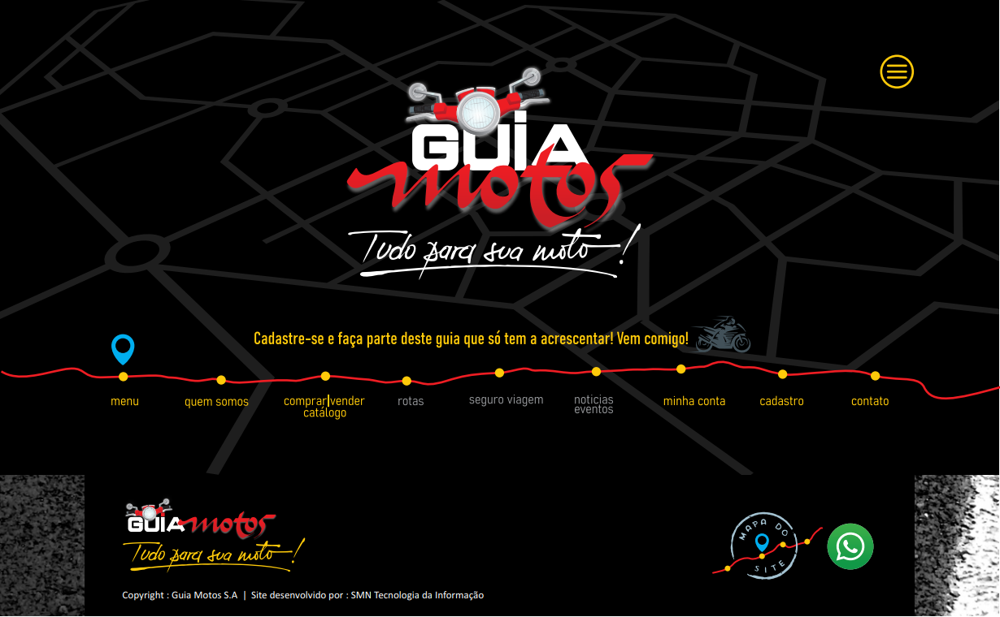 GUIA
motos
Tudo para sua moto!
Cadastre-se e faça parte deste guia que só tem a acrescentar! Vem comigo!
menu
quem somos
comprar|vender
catálogo
rotas
seguro viagem
noticias
eventos
minha conta
cadastro
contato
GUIA motos
Tudo para sua moto!
MAPA DO
SITE
Copyright : Guia Motos S.A | Site desenvolvido por : SMN Tecnologia da Informação